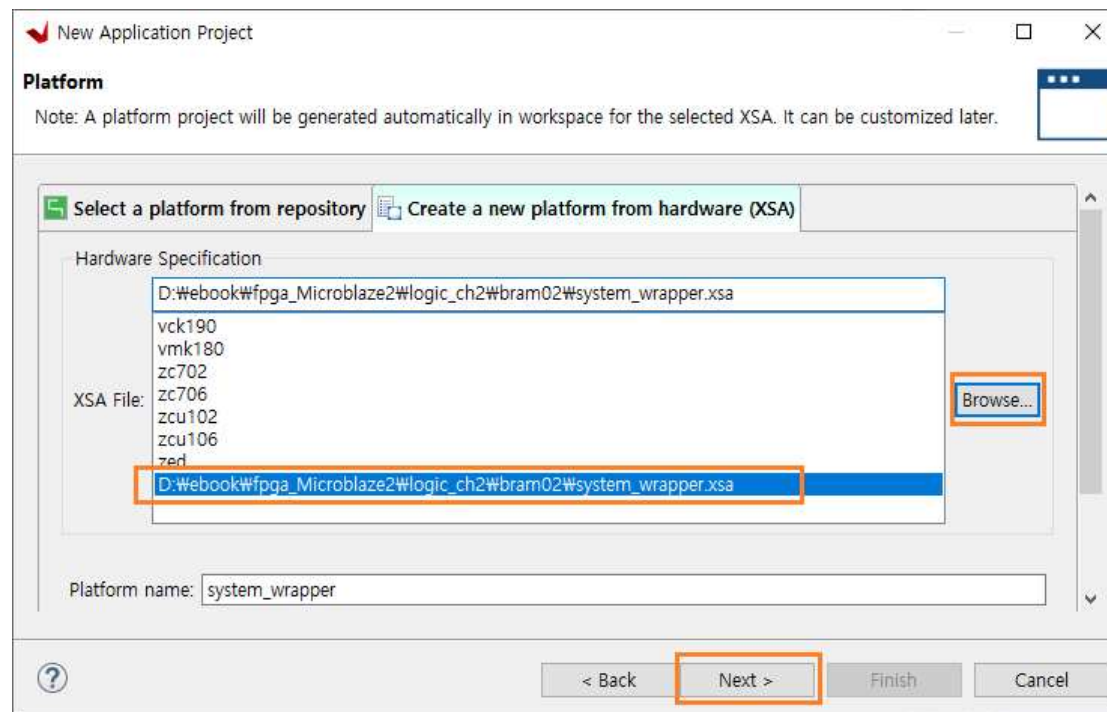 New Application Project
Platform
Note: A platform project will be generated automatically in workspace for the selected XSA. It can be customized later.
Select a platform from repository Create a new platform from hardware (XSA)
Hardware Specification
D:₩ebook₩fpga_Microblaze2₩logic_ch2₩bram02₩system_wrapper.xsa
vck190
vmk180
zc702
XSA File: zc706 Browse...
zcu102
zcu106
zed
D:₩ebook₩fpga_Microblaze2₩logic_ch2₩bram02₩system_wrapper.xsa
Platform name: system_wrapper
? < Back Next > Finish Cancel